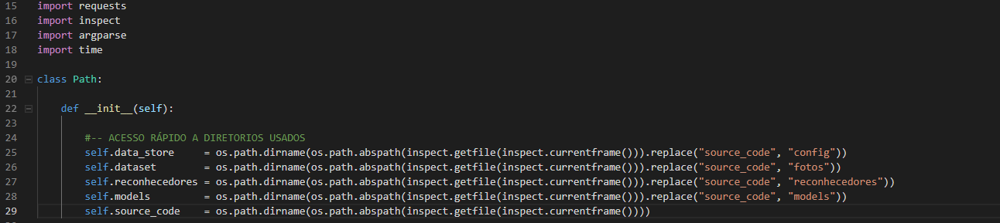 15 import requests
16 import inspect
17 import argparse
18 import time
19
20 class Path:
21
22     def __init__(self):
23
24         #-- ACESSO RÁPIDO A DIRETORIOS USADOS
25         self.data_store     = os.path.dirname(os.path.abspath(inspect.getfile(inspect.currentframe())).replace("source_code", "config"))
26         self.dataset        = os.path.dirname(os.path.abspath(inspect.getfile(inspect.currentframe())).replace("source_code", "fotos"))
27         self.reconhecedores = os.path.dirname(os.path.abspath(inspect.getfile(inspect.currentframe())).replace("source_code", "reconhecedores"))
28         self.models         = os.path.dirname(os.path.abspath(inspect.getfile(inspect.currentframe())).replace("source_code", "models"))
29         self.source_code    = os.path.dirname(os.path.abspath(inspect.getfile(inspect.currentframe())))